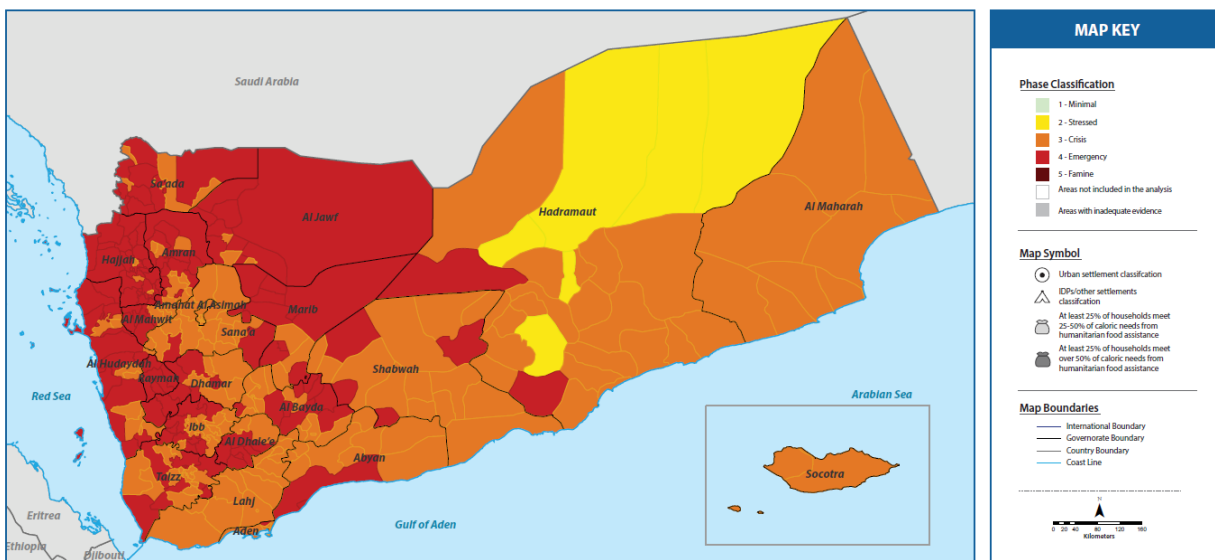 Saudi Arabia
Sa'ada
Al Jawf
Hadramaut
Al Maharah
Hajjah
Amran
Amanat Al Asimah
Marib
Al Mahwit
Sana'a
Al Hudaydah
Raymah
Dhamar
Shabwah
Red Sea
Arabian Sea
Al Bayda
Ibb
Al Dhale'e
Abyan
Taizz
Socotra
Lahj
Eritrea
Gulf of Aden
Aden
Ethiopia
Djibouti
MAP KEY
Phase Classification
1 - Minimal
2 - Stressed
3 - Crisis
4 - Emergency
5 - Famine
Areas not included in the analysis
Areas with inadequate evidence
Map Symbol
Urban settlement classifcation
IDPs/other settlements
classifcation
At least 25% of households meet
25-50% of caloric needs from
humanitarian food assistance
At least 25% of households meet
over 50% of caloric needs from
humanitarian food assistance
Map Boundaries
International Boundary
Governorate Boundary
Country Boundary
Coast Line
N
0 20 40 80 120 160
Kilometers